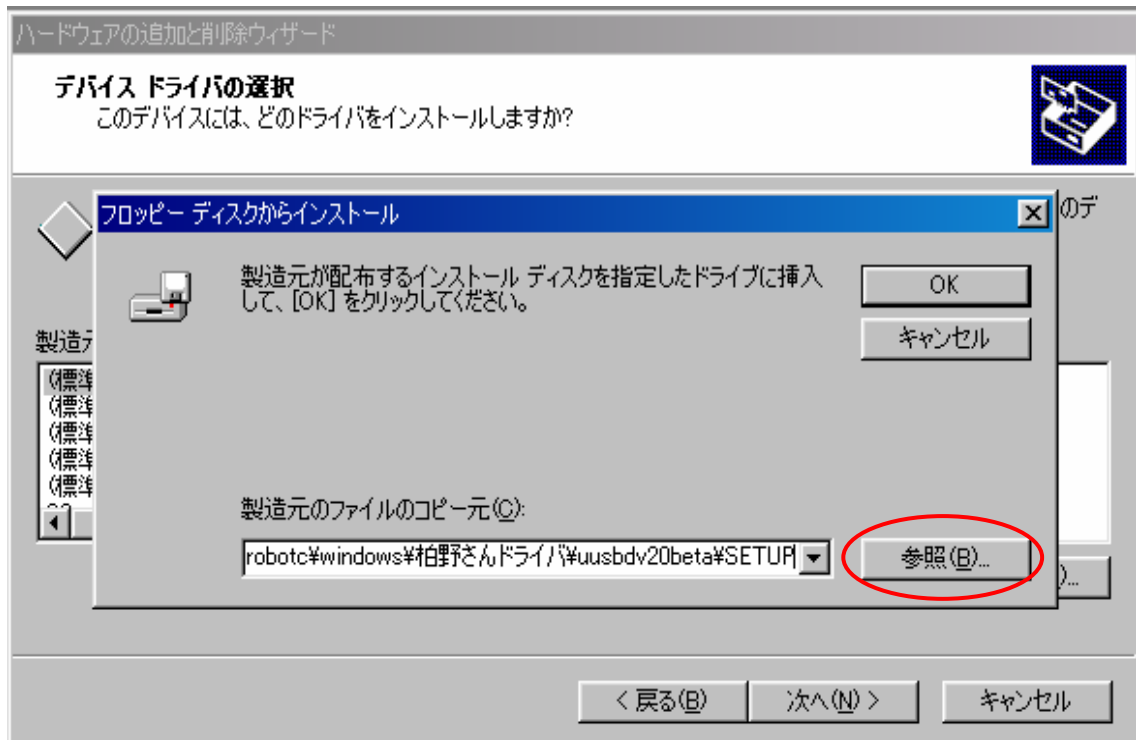 ハードウェアの追加と削除ウィザード
デバイス ドライバの選択
このデバイスには、どのドライバをインストールしますか?
のデ
フロッピー ディスクからインストール
製造元が配布するインストール ディスクを指定したドライブに挿入
して、[OK] をクリックしてください。
OK
キャンセル
製造
(標準
(標準
(標準
(標準
(標準
製造元のファイルのコピー元(C):
robotc¥windows¥柏野さんドライバ¥uusbdv20beta¥SETUP
参照(B)...
)...
< 戻る(B)
次へ(N) >
キャンセル